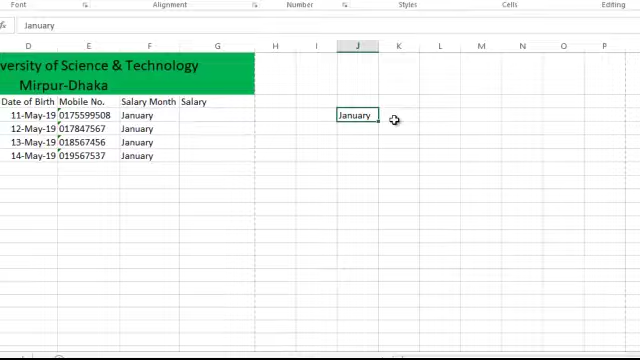 Font Alignment Number Styles Cells Editing
January
D E F G H I J K L M N O P
versity of Science & Technology
Mirpur-Dhaka
Date of Birth Mobile No. Salary Month Salary
11-May-19 0175599508 January January
12-May-19 017847567 January
13-May-19 018567456 January
14-May-19 019567537 January